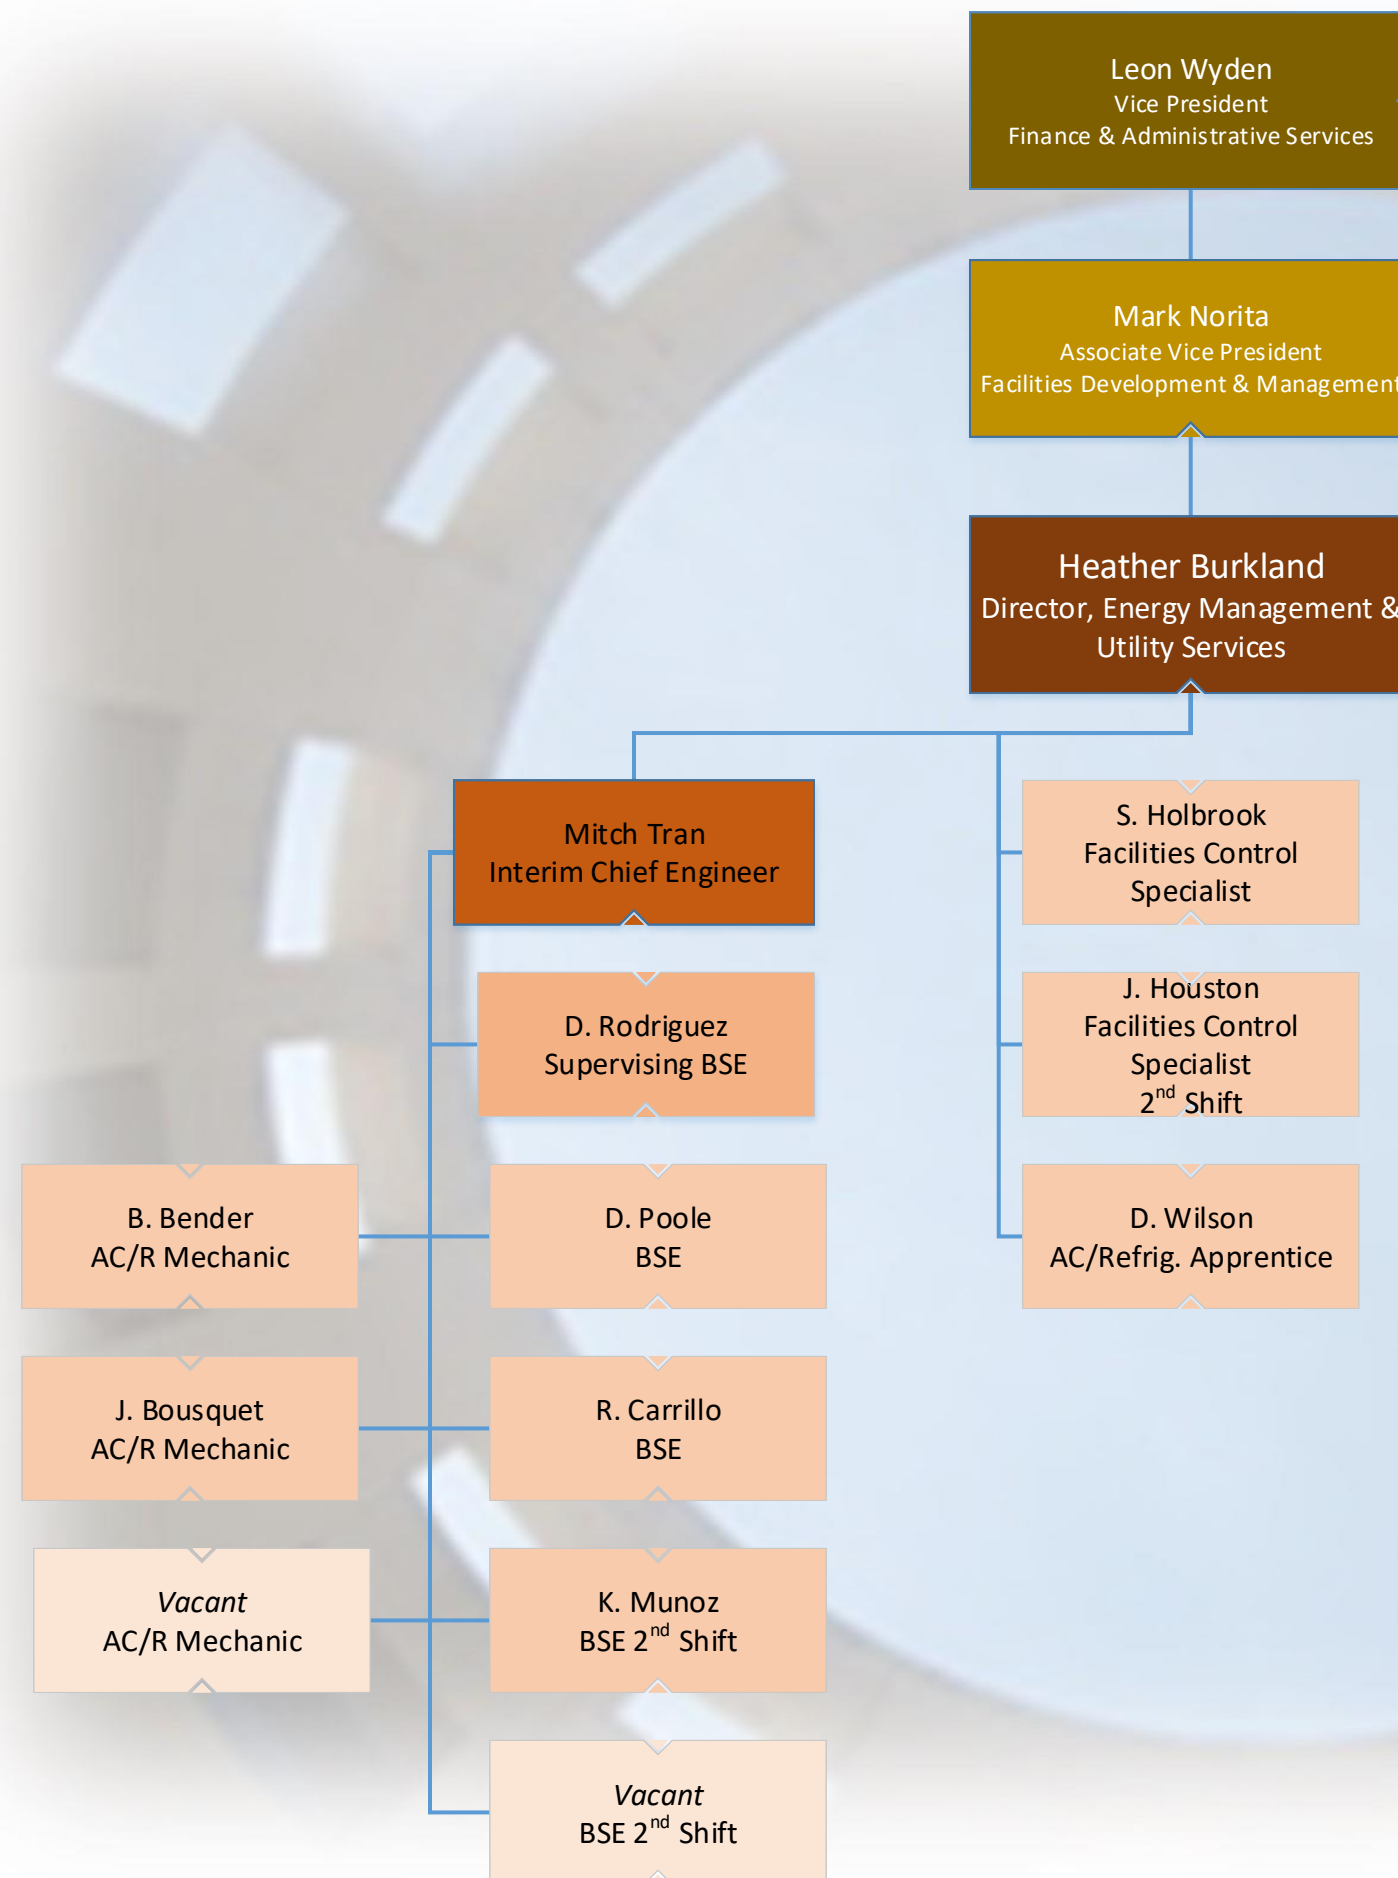 Leon Wyden
Vice President
Finance & Administrative Services
Mark Norita
Associate Vice President
Facilities Development & Management
Heather Burkland
Director, Energy Management &
Utility Services
Mitch Tran
Interim Chief Engineer
S. Holbrook
Facilities Control
Specialist
D. Rodriguez
Supervising BSE
J. Houston
Facilities Control
Specialist
2nd Shift
B. Bender
AC/R Mechanic
D. Poole
BSE
D. Wilson
AC/Refrig. Apprentice
J. Bousquet
AC/R Mechanic
R. Carrillo
BSE
Vacant
AC/R Mechanic
K. Munoz
BSE 2nd Shift
Vacant
BSE 2nd Shift